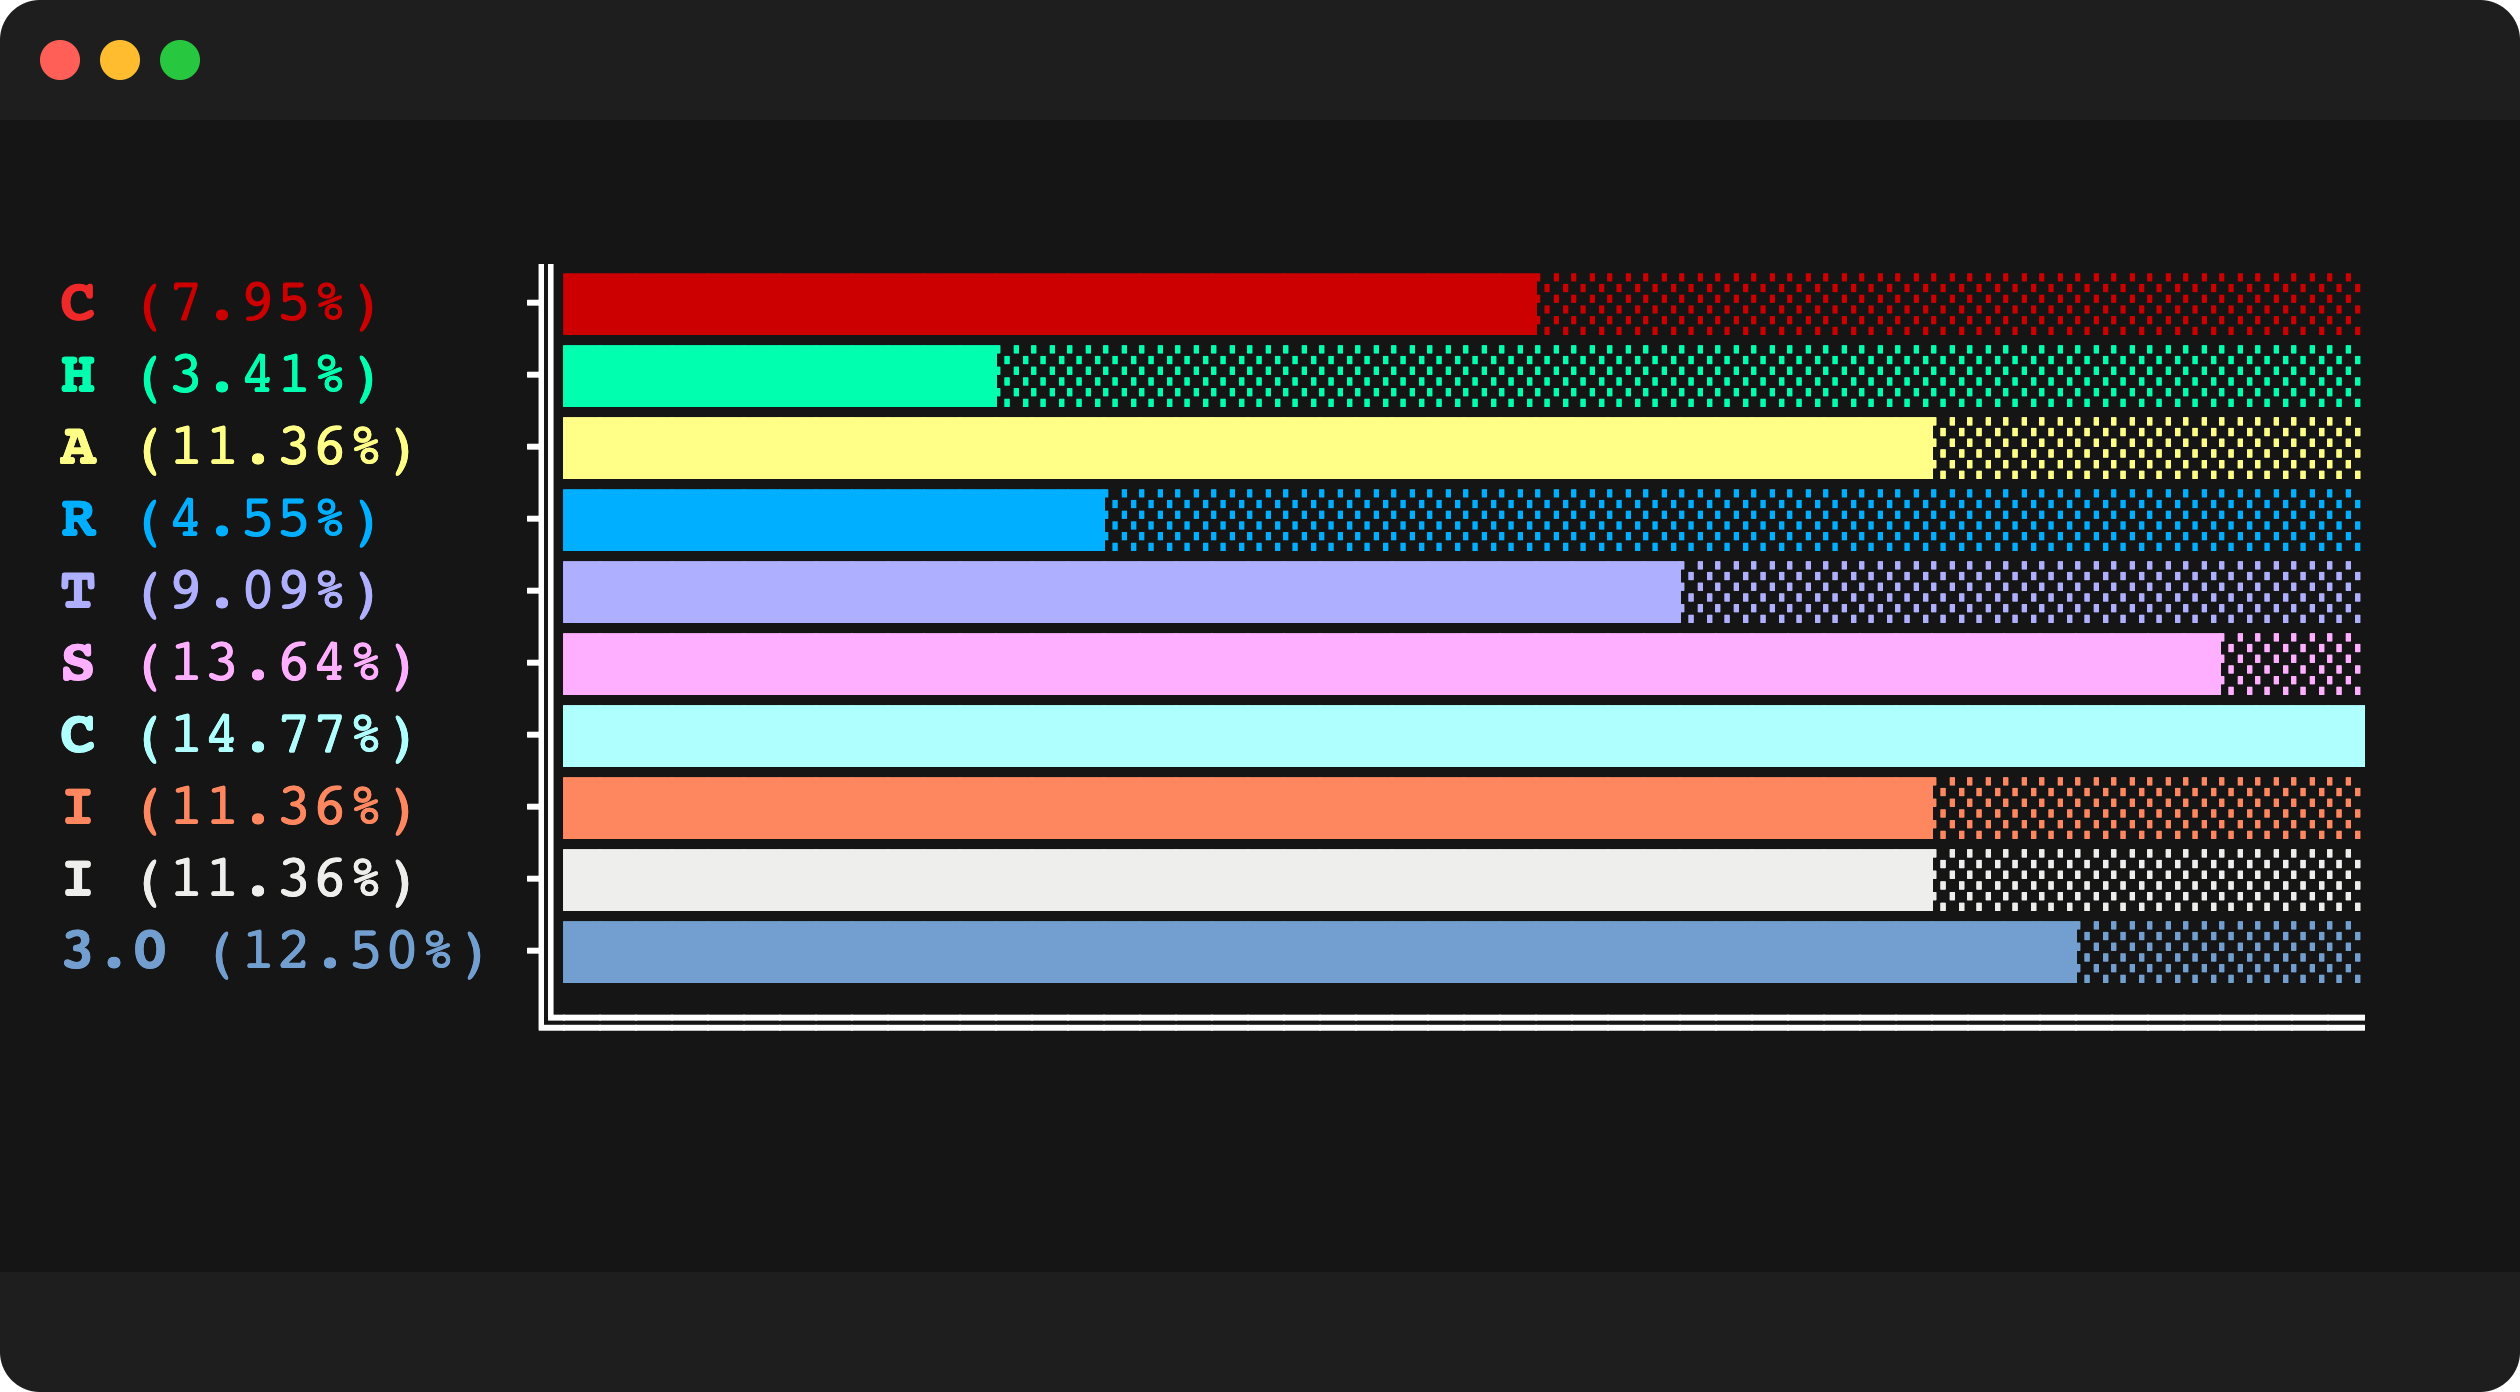 C (7.95%)
H (3.41%)
A (11.36%)
R (4.55%)
T (9.09%)
S (13.64%)
C (14.77%)
I (11.36%)
I (11.36%)
3.0 (12.50%)